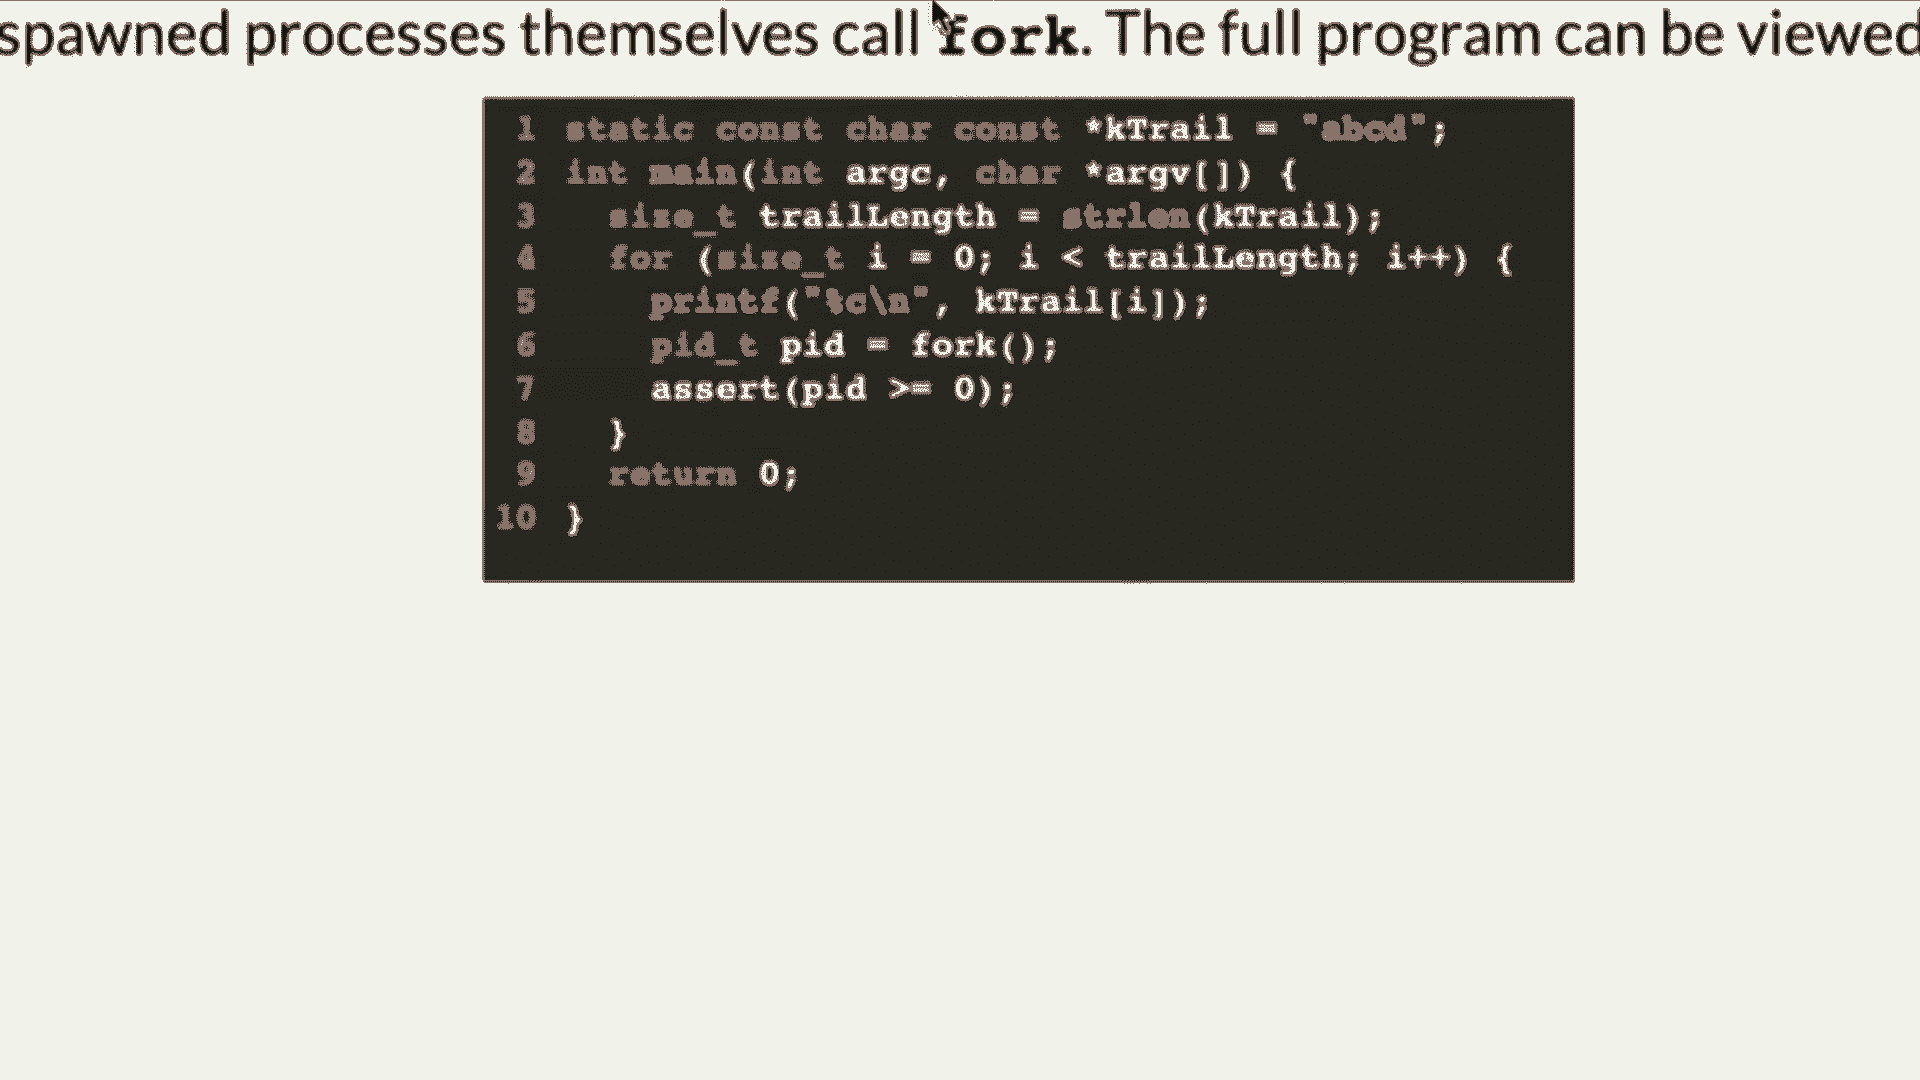 spawned processes themselves call fork. The full program can be viewed
1 static const char const *kTrail = "abcd";
2 int main(int argc, char *argv[]) {
3   size_t trailLength = strlen(kTrail);
4   for (size_t i = 0; i < trailLength; i++) {
5     printf("%c\n", kTrail[i]);
6     pid_t pid = fork();
7     assert(pid >= 0);
8   }
9   return 0;
10 }